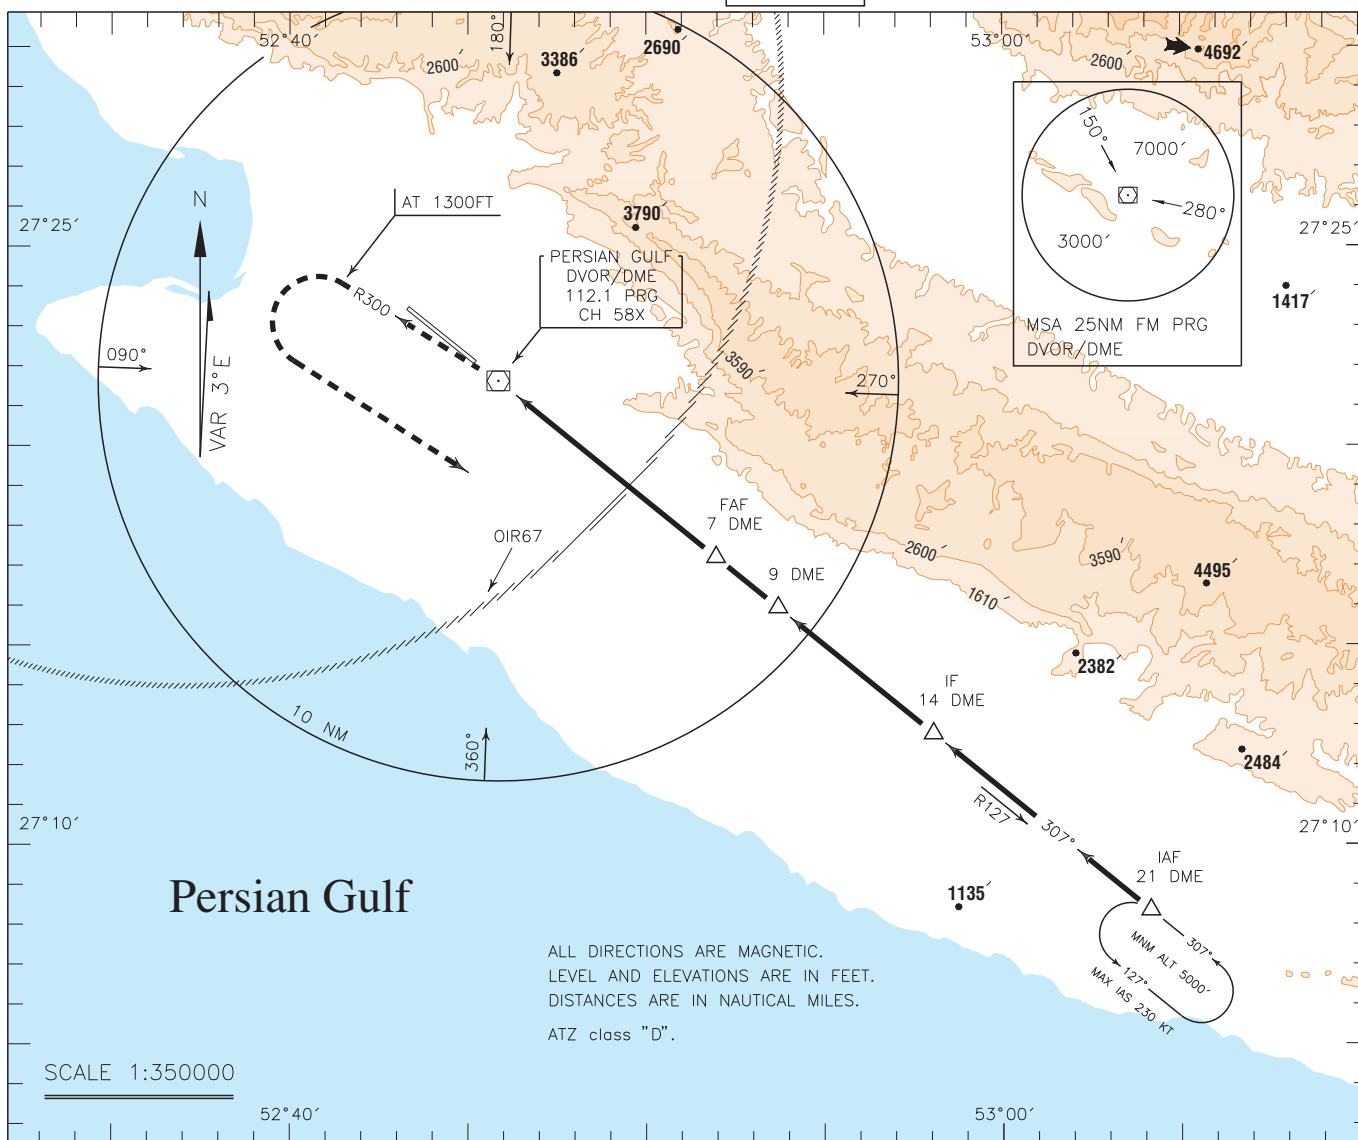 52°40′
180°
2690′
53°00′
4692′
3386′
2600′
2600′
150°
7000′
280°
3000′
MSA 25NM FM PRG
DVOR/DME
N
AT 1300FT
3790′
27°25′
27°25′
PERSIAN GULF
DVOR/DME
112.1 PRG
CH 58X
1417′
R300
090°
VAR 3°E
3590′
270°
FAF
7 DME
OIR67
2600′
3590′
9 DME
4495′
1610′
2382′
IF
14 DME
10 NM
360°
2484′
R127
27°10′
307°
27°10′
IAF
21 DME
Persian Gulf
1135′
307°
MNM ALT 5000′
127°
MAX IAS 230 KT
ALL DIRECTIONS ARE MAGNETIC.
LEVEL AND ELEVATIONS ARE IN FEET.
DISTANCES ARE IN NAUTICAL MILES.
ATZ class "D".
SCALE 1:350000
52°40′
53°00′